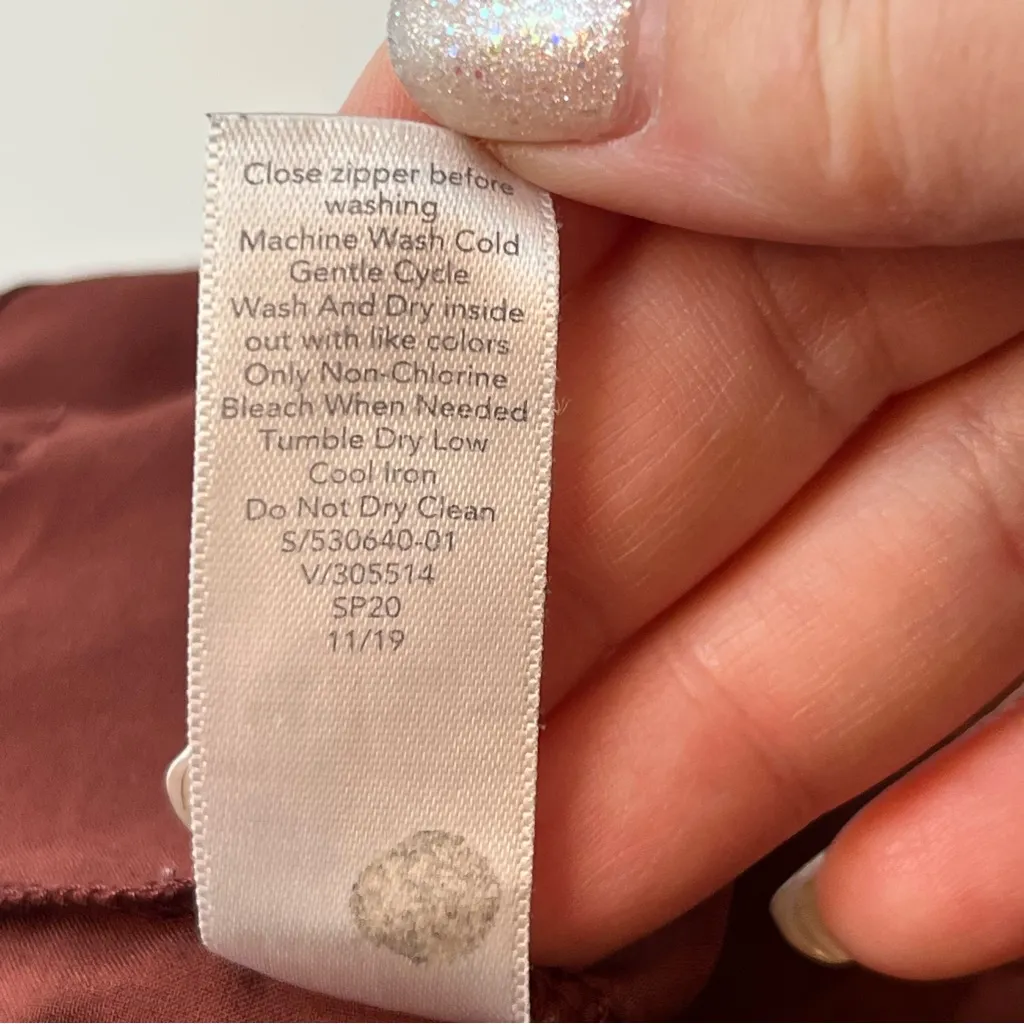 Close zipper before
washing
Machine Wash Cold
Gentle Cycle
Wash And Dry inside
out with like colors
Only Non-Chlorine
Bleach When Needed
Tumble Dry Low
Cool Iron
Do Not Dry Clean
S/530640-01
V/305514
SP20
11/19